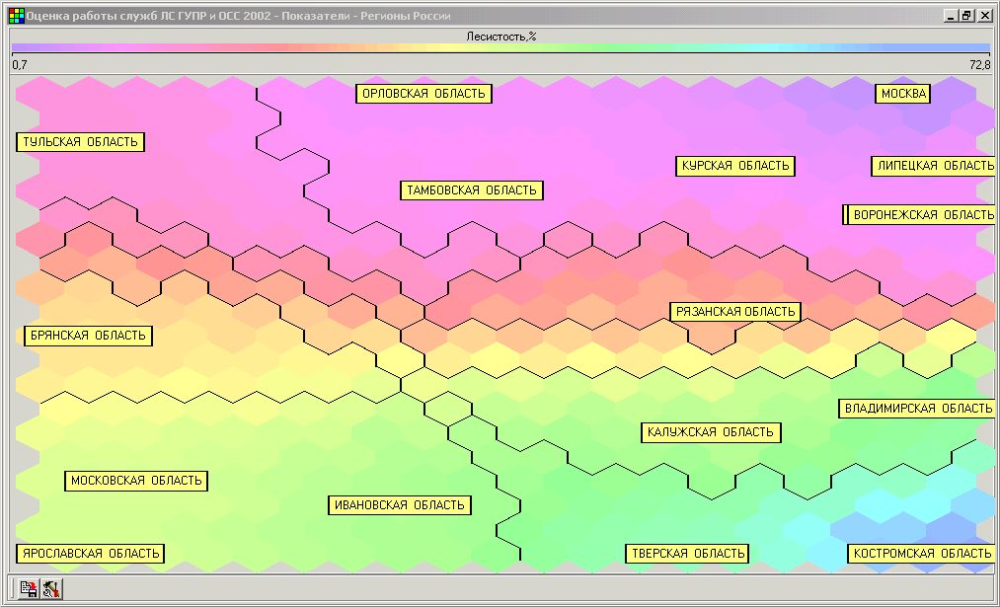 Оценка работы служб ЛС ГУПР и ОСС 2002 - Показатели - Регионы России
Лесистость,%
0,7 72,8
ОРЛОВСКАЯ ОБЛАСТЬ МОСКВА
ТУЛЬСКАЯ ОБЛАСТЬ
КУРСКАЯ ОБЛАСТЬ ЛИПЕЦКАЯ ОБЛАСТЬ
ТАМБОВСКАЯ ОБЛАСТЬ
ВОРОНЕЖСКАЯ ОБЛАСТЬ
РЯЗАНСКАЯ ОБЛАСТЬ
БРЯНСКАЯ ОБЛАСТЬ
ВЛАДИМИРСКАЯ ОБЛАСТЬ
КАЛУЖСКАЯ ОБЛАСТЬ
МОСКОВСКАЯ ОБЛАСТЬ
ИВАНОВСКАЯ ОБЛАСТЬ
ЯРОСЛАВСКАЯ ОБЛАСТЬ ТВЕРСКАЯ ОБЛАСТЬ КОСТРОМСКАЯ ОБЛАСТЬ